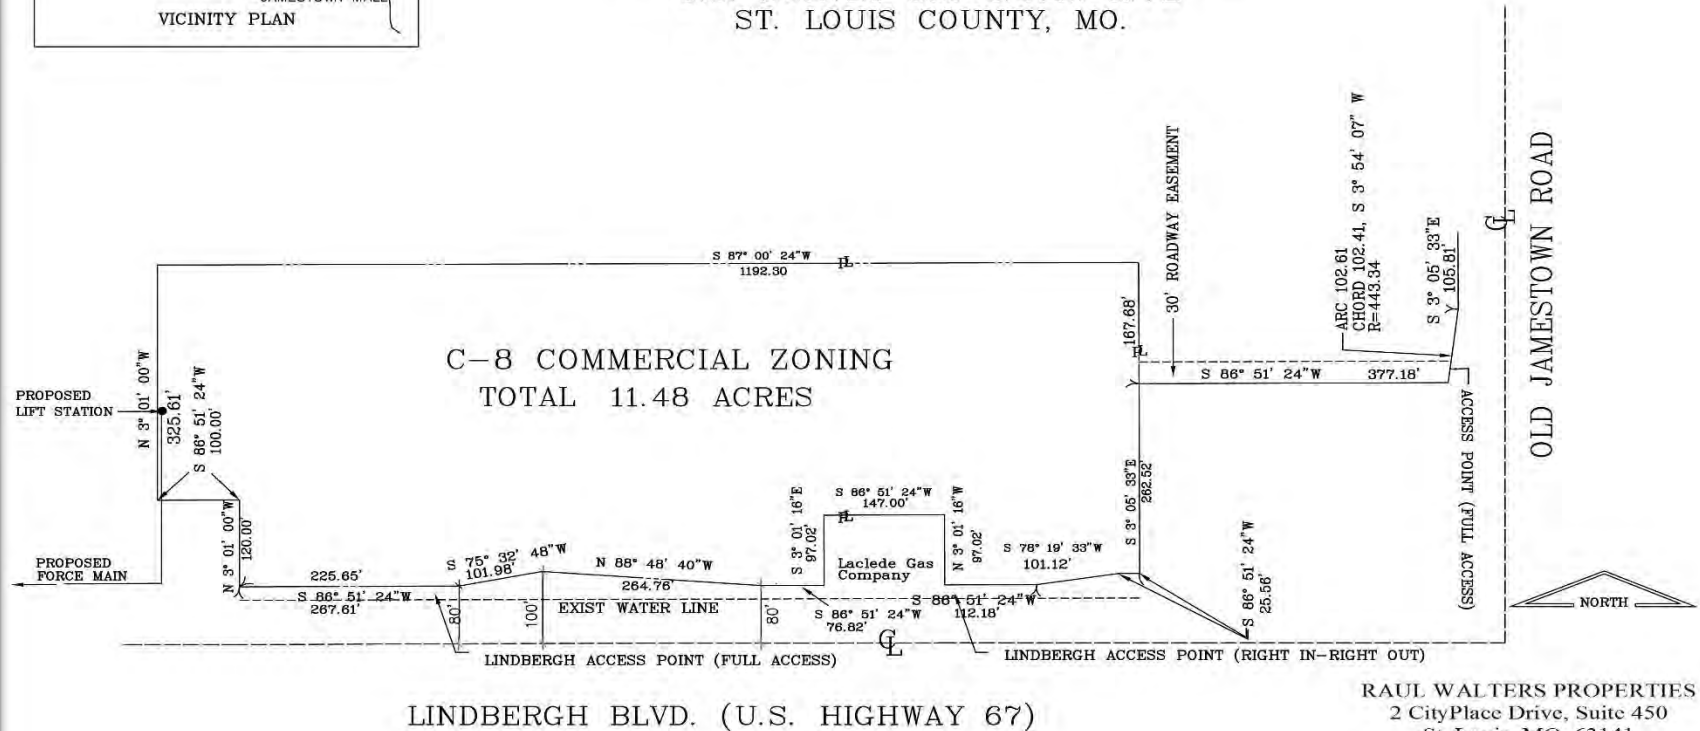 JAMESTOWN MALL
VICINITY PLAN
ST. LOUIS COUNTY, MO.
S 87° 00' 24"W
PL
1192.30
C-8 COMMERCIAL ZONING
TOTAL 11.48 ACRES
PROPOSED
LIFT STATION
N 3° 01' 00"W
325.61'
S 86° 51' 24"W
100.00'
PROPOSED
FORCE MAIN
N 3° 01' 00"W
120.00'
225.65'
S 86° 51' 24"W
267.61'
S 75° 32' 48"W
101.98'
N 88° 48' 40"W
264.76'
EXIST WATER LINE
80'
100'
80'
S 3° 01' 16"E
97.02'
S 86° 51' 24"W
147.00'
PL
Laclede Gas
Company
N 3° 01' 16"W
97.02'
S 86° 51' 24"W
76.82'
S 86° 51' 24"W
112.18'
S 78° 19' 33"W
101.12'
S 3° 05' 33"E
262.52'
S 86° 51' 24"W
25.56'
167.68'
PL
30' ROADWAY EASEMENT
S 86° 51' 24"W
377.18'
ARC 102.61
CHORD 102.41, S 3° 54' 07" W
R=443.34
S 3° 05' 33"E
105.81'
CL
OLD JAMESTOWN ROAD
ACCESS POINT (FULL ACCESS)
NORTH
CL
LINDBERGH ACCESS POINT (FULL ACCESS)
LINDBERGH ACCESS POINT (RIGHT IN-RIGHT OUT)
LINDBERGH BLVD. (U.S. HIGHWAY 67)
RAUL WALTERS PROPERTIES
2 CityPlace Drive, Suite 450
St. Louis, MO 63141